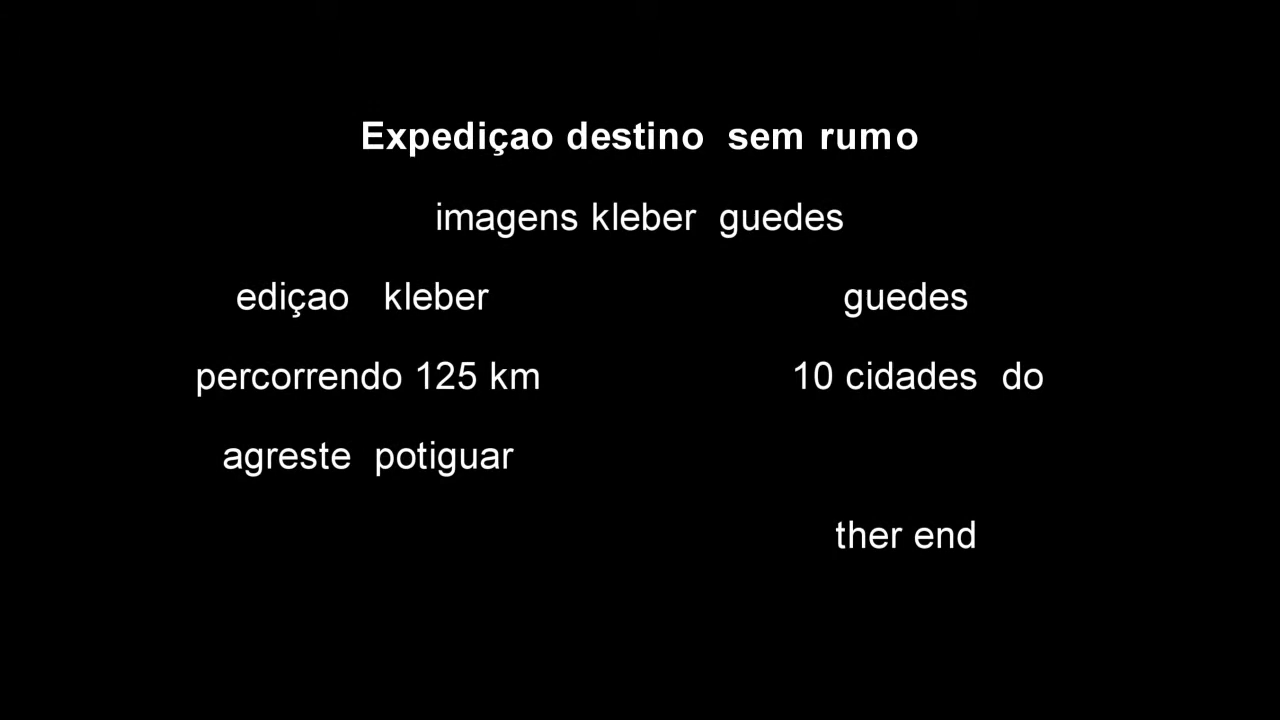 Expediçao destino sem rumo
imagens kleber guedes
ediçao kleber guedes
percorrendo 125 km 10 cidades do
agreste potiguar
ther end